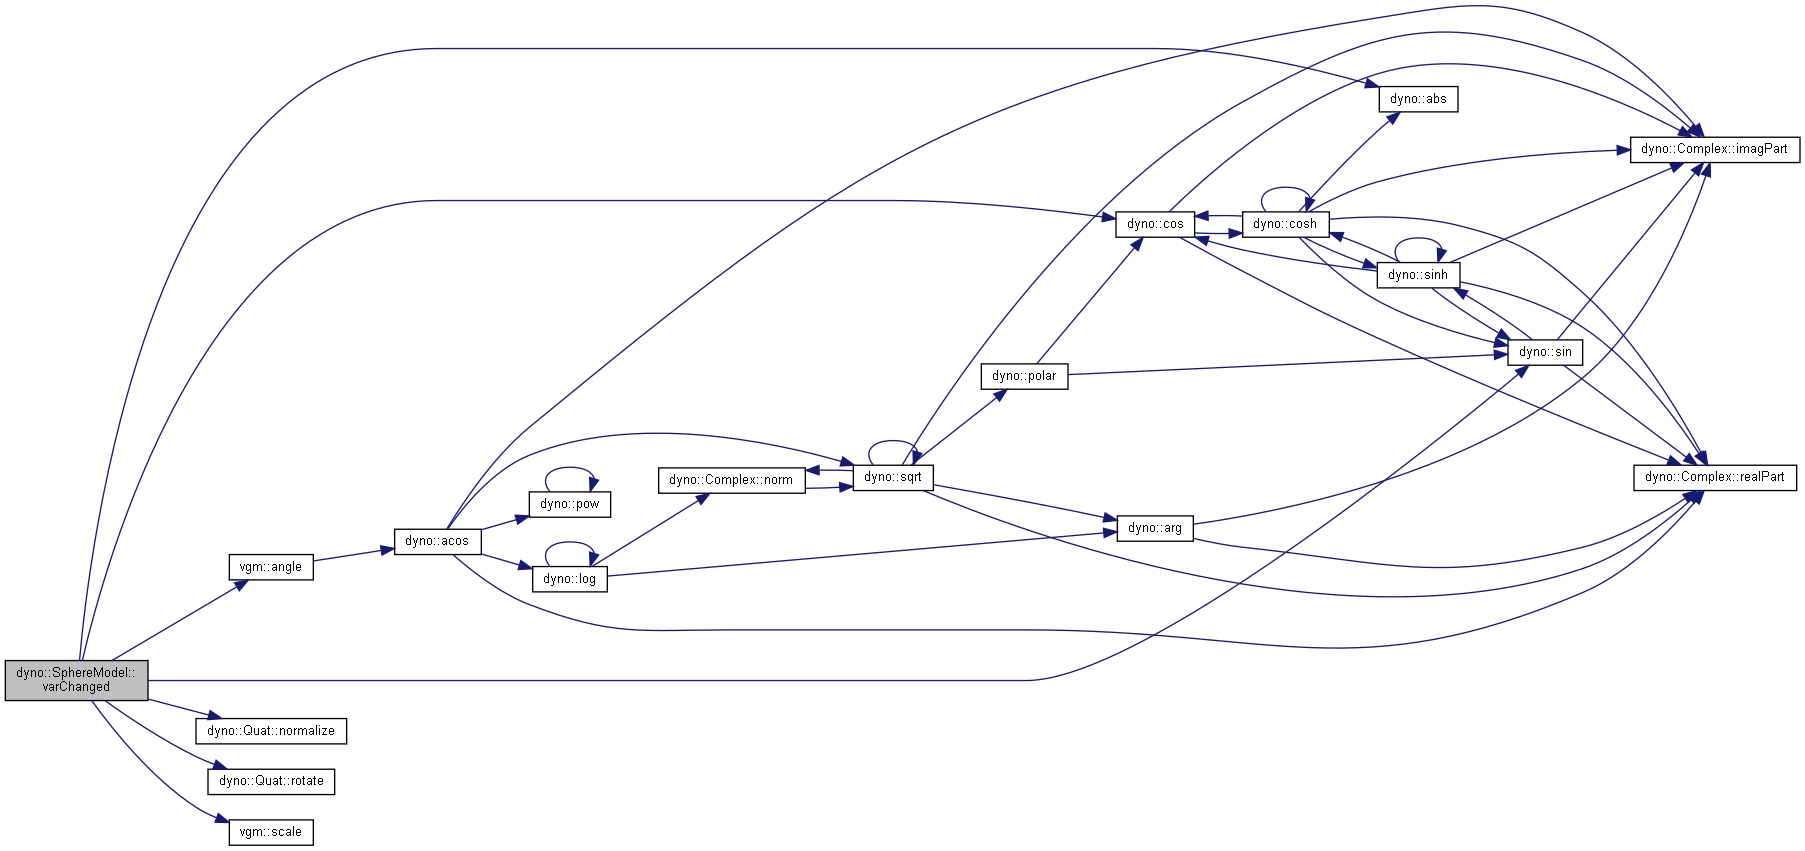 dyno::abs
dyno::Complex::imagPart
dyno::cos
dyno::cosh
dyno::sinh
dyno::sin
dyno::polar
dyno::sqrt
dyno::Complex::norm
dyno::Complex::realPart
dyno::pow
dyno::arg
dyno::acos
dyno::log
vgm::angle
dyno::SphereModel::
varChanged
dyno::Quat::normalize
dyno::Quat::rotate
vgm::scale